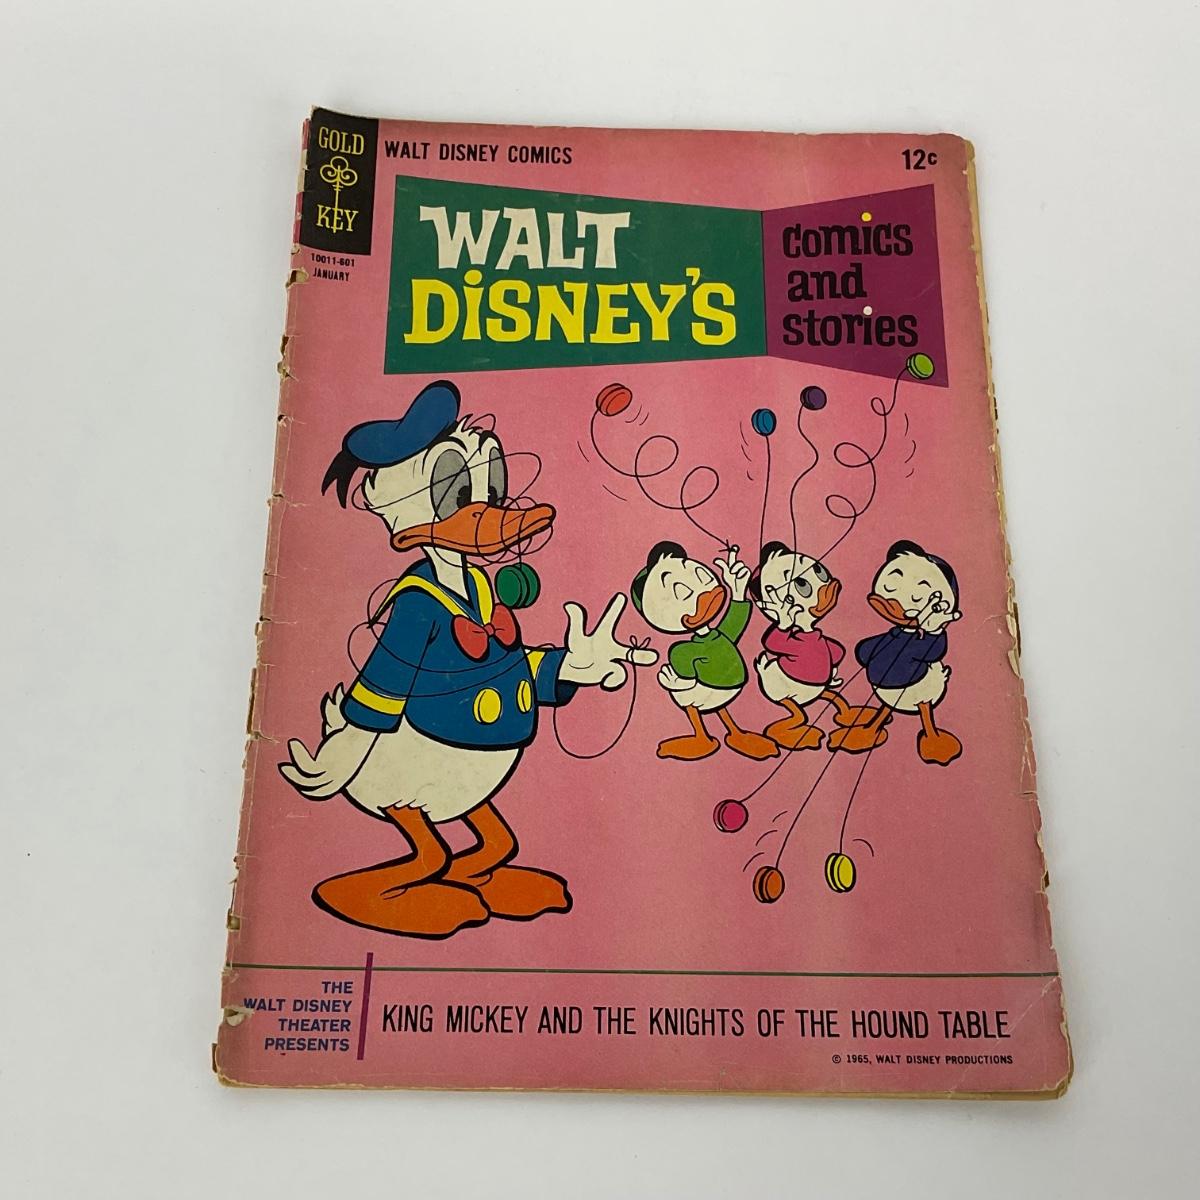 GOLD
KEY
WALT DISNEY COMICS
12c
10011-601
JANUARY
WALT
DiSNEY'S
comics
and
stories
THE
WALT DISNEY
THEATER
PRESENTS
KING MICKEY AND THE KNIGHTS OF THE HOUND TABLE
© 1965, WALT DISNEY PRODUCTIONS